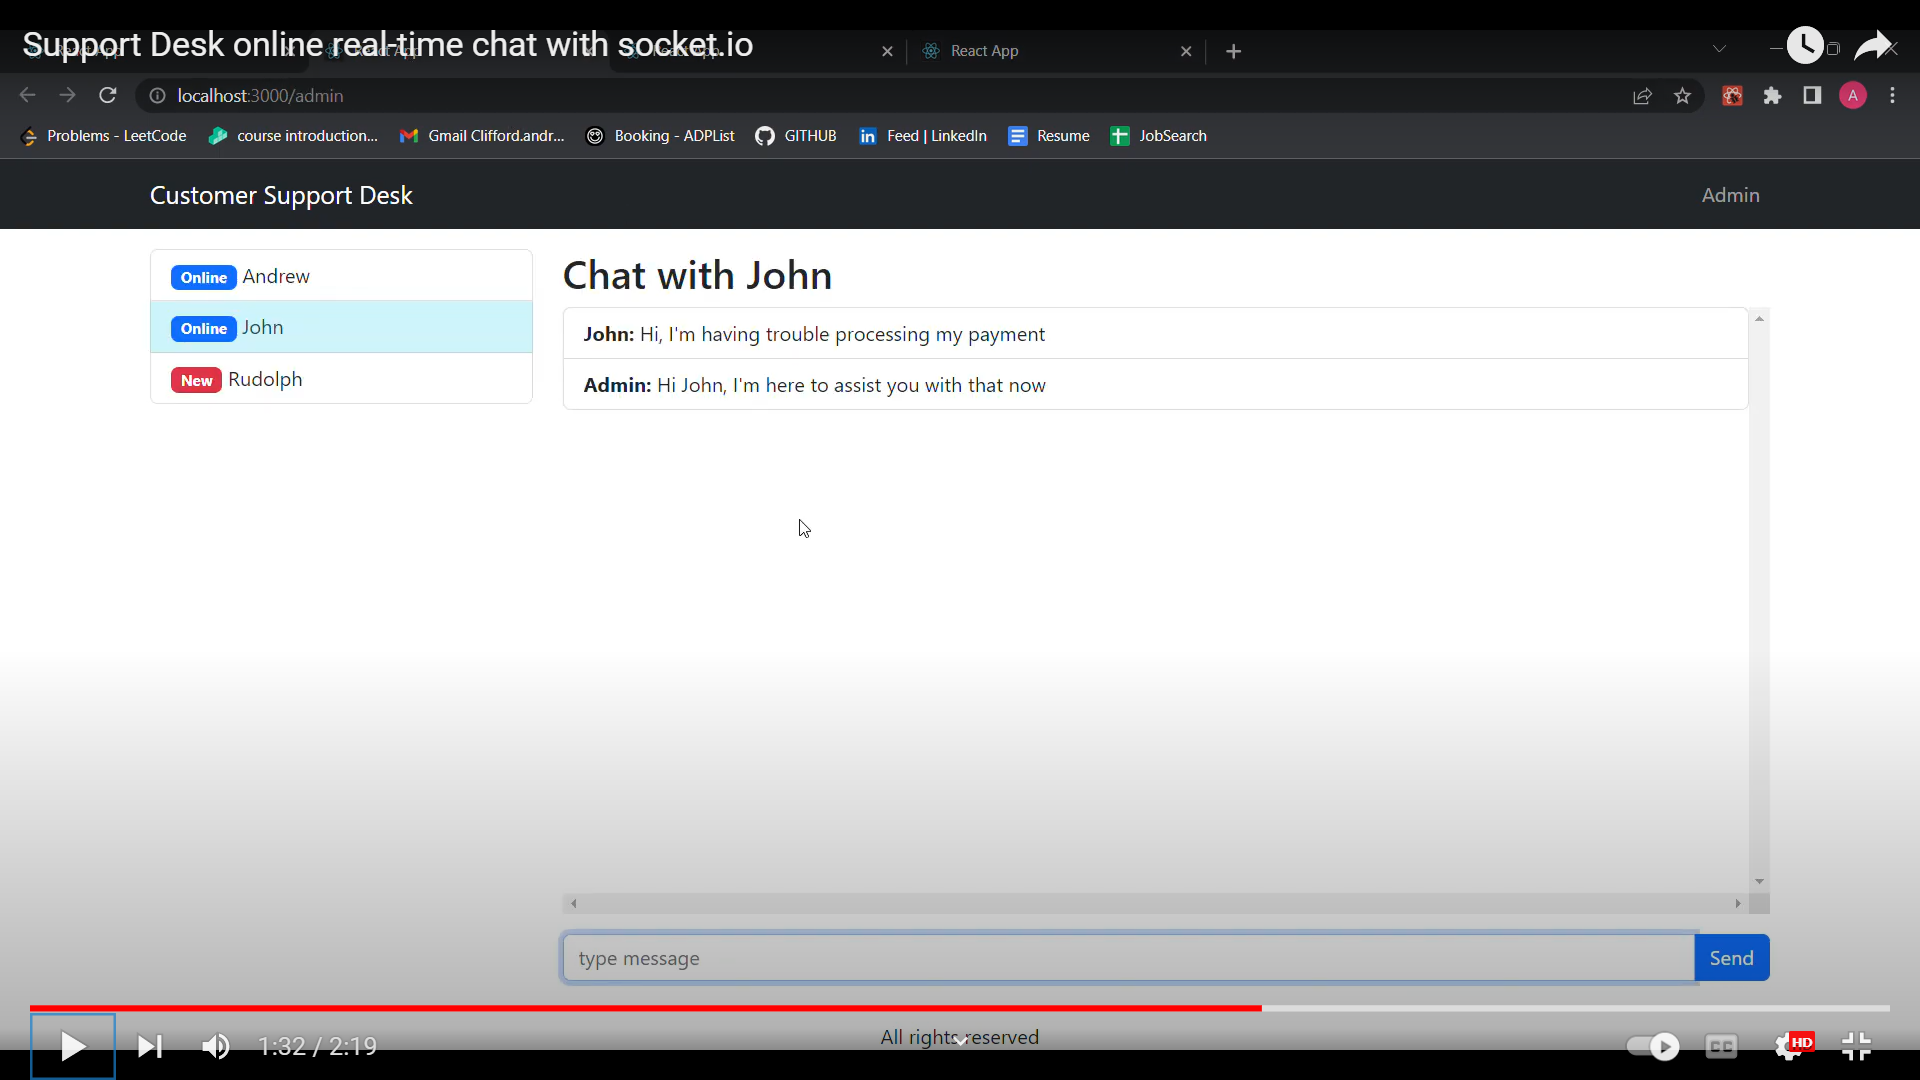 Support Desk online real-time chat with socket.io
React App
localhost:3000/admin
Problems - LeetCode
course introduction...
Gmail Clifford.andr...
Booking - ADPList
GITHUB
Feed | LinkedIn
Resume
JobSearch
A
Customer Support Desk
Admin
Online Andrew
Online John
New Rudolph
Chat with John
John: Hi, I'm having trouble processing my payment
Admin: Hi John, I'm here to assist you with that now
type message
Send
All rights reserved
1:32 / 2:19
CC
HD